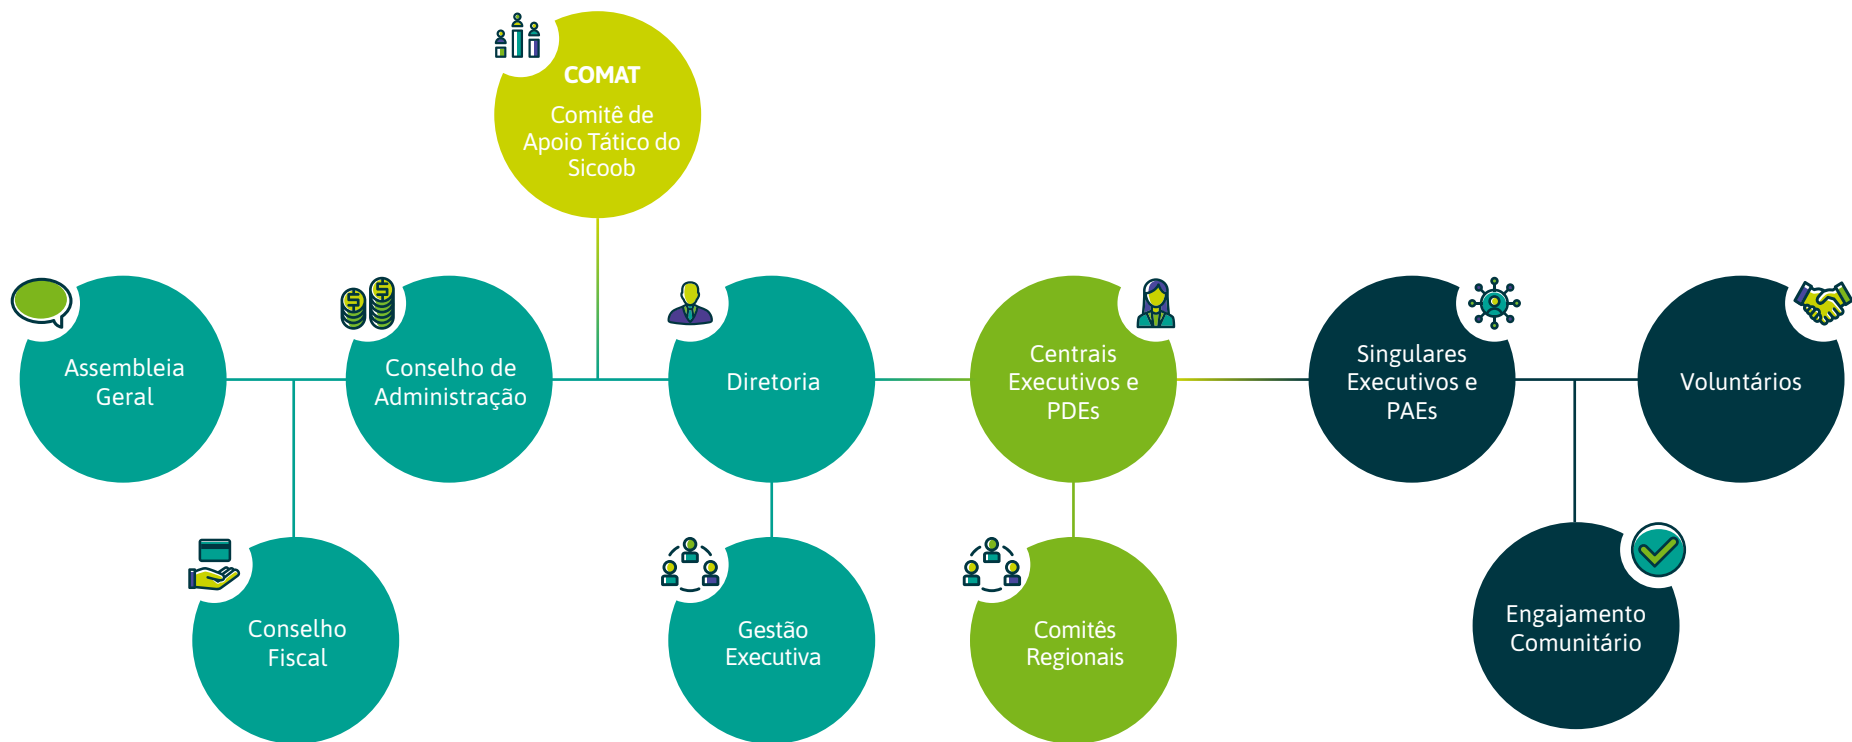 COMAT
Comitê de
Apoio Tático do
Sicoob
Assembleia
Geral
Conselho de
Administração
Diretoria
Centrais
Executivos e
PDEs
Singulares
Executivos e
PAEs
Voluntários
Conselho
Fiscal
Gestão
Executiva
Comitês
Regionais
Engajamento
Comunitário